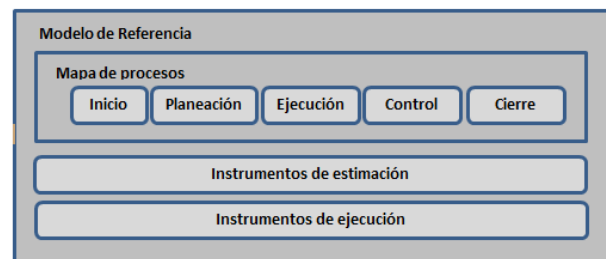 Modelo de Referencia
Mapa de procesos
Inicio Planeación Ejecución Control Cierre
Instrumentos de estimación
Instrumentos de ejecución